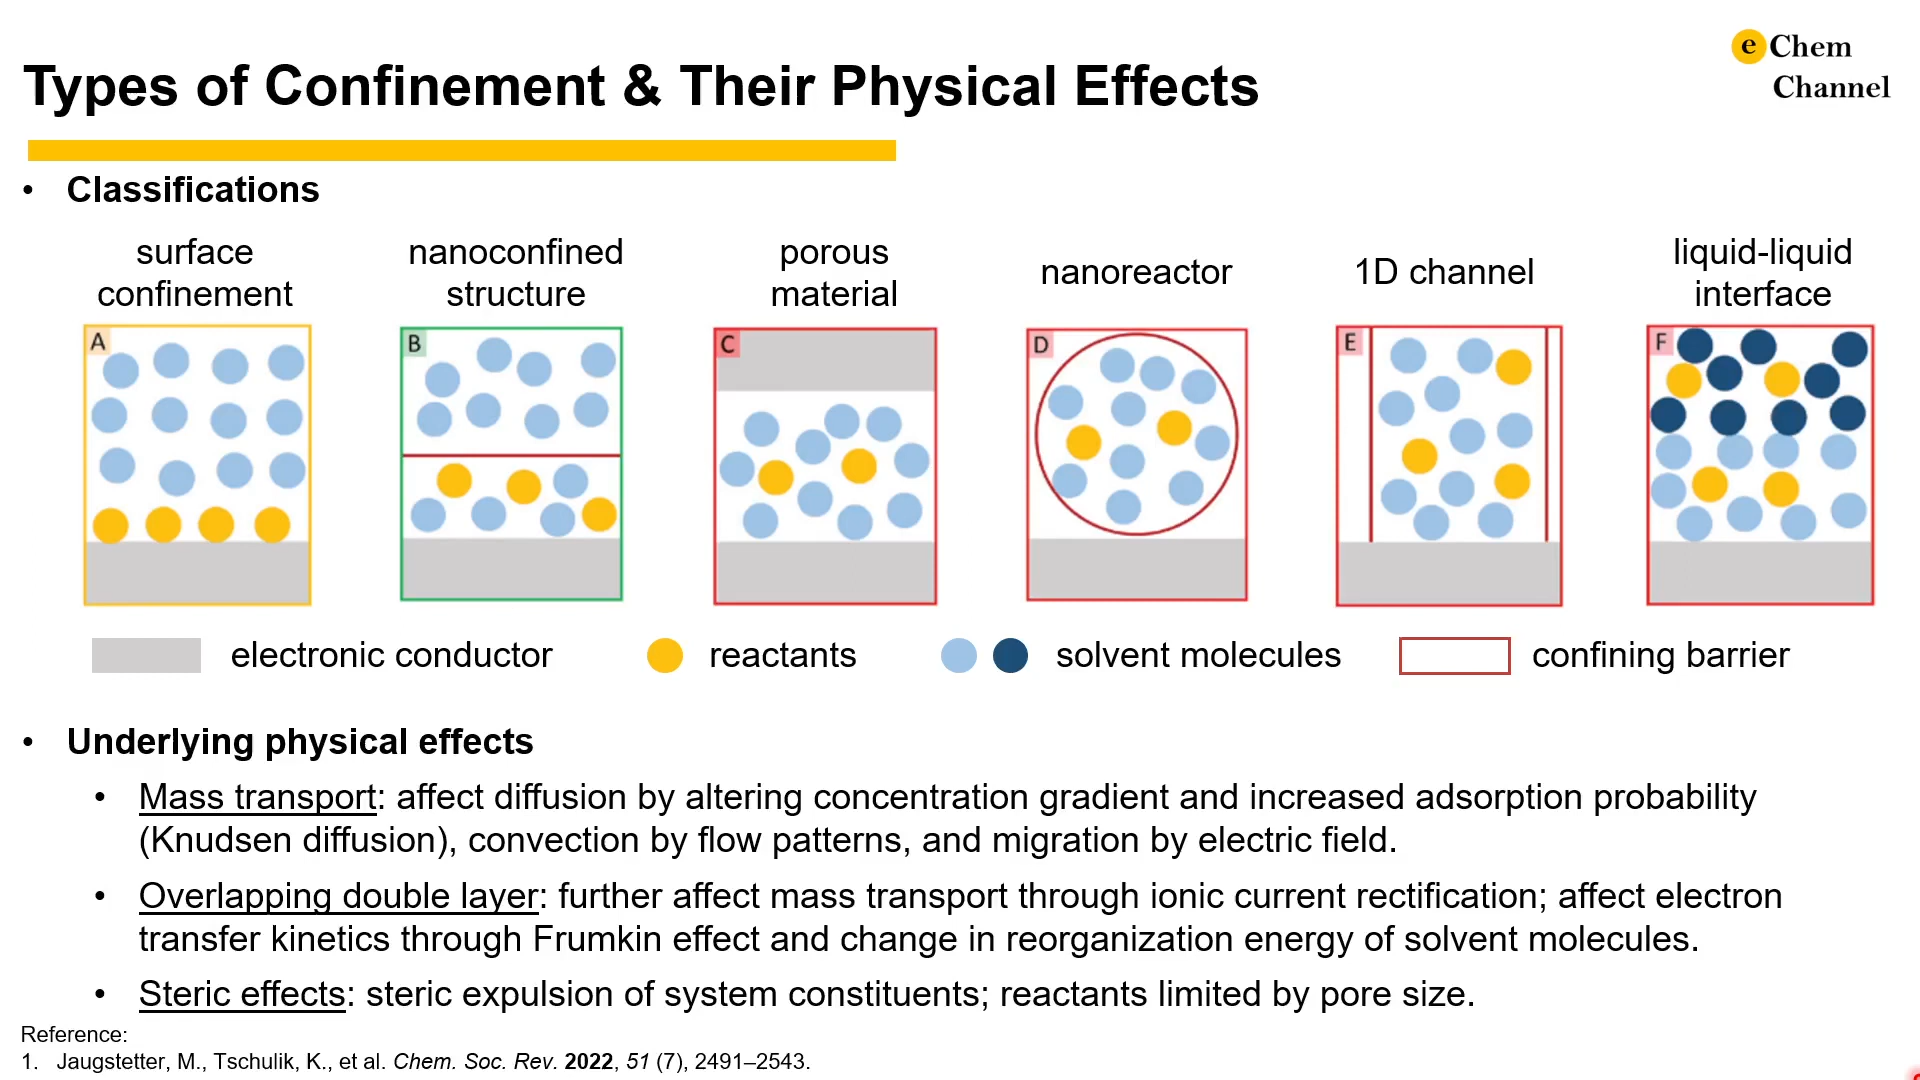 e Chem
Channel
Types of Confinement & Their Physical Effects
• Classifications
surface
confinement
nanoconfined
structure
porous
material
nanoreactor
1D channel
liquid-liquid
interface
A
B
C
D
E
F
electronic conductor
reactants
solvent molecules
confining barrier
• Underlying physical effects
• Mass transport: affect diffusion by altering concentration gradient and increased adsorption probability
(Knudsen diffusion), convection by flow patterns, and migration by electric field.
• Overlapping double layer: further affect mass transport through ionic current rectification; affect electron
transfer kinetics through Frumkin effect and change in reorganization energy of solvent molecules.
• Steric effects: steric expulsion of system constituents; reactants limited by pore size.
Reference:
1. Jaugstetter, M., Tschulik, K., et al. Chem. Soc. Rev. 2022, 51 (7), 2491–2543.